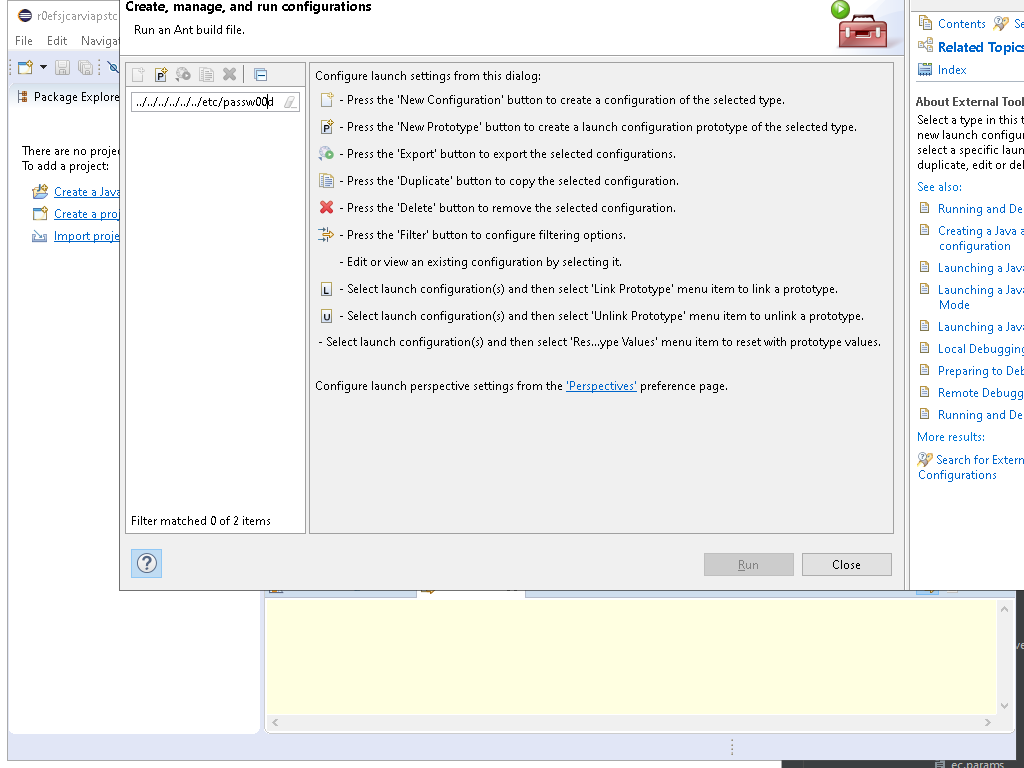 Create, manage, and run configurations
Run an Ant build file.
r0efsjcarviapstc
File Edit Naviga
Package Explore
There are no proje
To add a project:
Create a Java
Create a proj
Import proje
../../../../../../etc/passw00d
Filter matched 0 of 2 items
Configure launch settings from this dialog:
- Press the 'New Configuration' button to create a configuration of the selected type.
P - Press the 'New Prototype' button to create a launch configuration prototype of the selected type.
- Press the 'Export' button to export the selected configurations.
- Press the 'Duplicate' button to copy the selected configuration.
- Press the 'Delete' button to remove the selected configuration.
- Press the 'Filter' button to configure filtering options.
- Edit or view an existing configuration by selecting it.
L - Select launch configuration(s) and then select 'Link Prototype' menu item to link a prototype.
U - Select launch configuration(s) and then select 'Unlink Prototype' menu item to unlink a prototype.
- Select launch configuration(s) and then select 'Res...ype Values' menu item to reset with prototype values.
Configure launch perspective settings from the 'Perspectives' preference page.
?
Run
Close
Contents Se
Related Topics
Index
About External Tool
Select a type in this t
new launch configu
select a specific laun
duplicate, edit or del
See also:
Running and De
Creating a Java a
configuration
Launching a Java
Launching a Java
Mode
Launching a Java
Local Debugging
Preparing to Deb
Remote Debugg
Running and De
More results:
Search for Extern
Configurations
ec.params